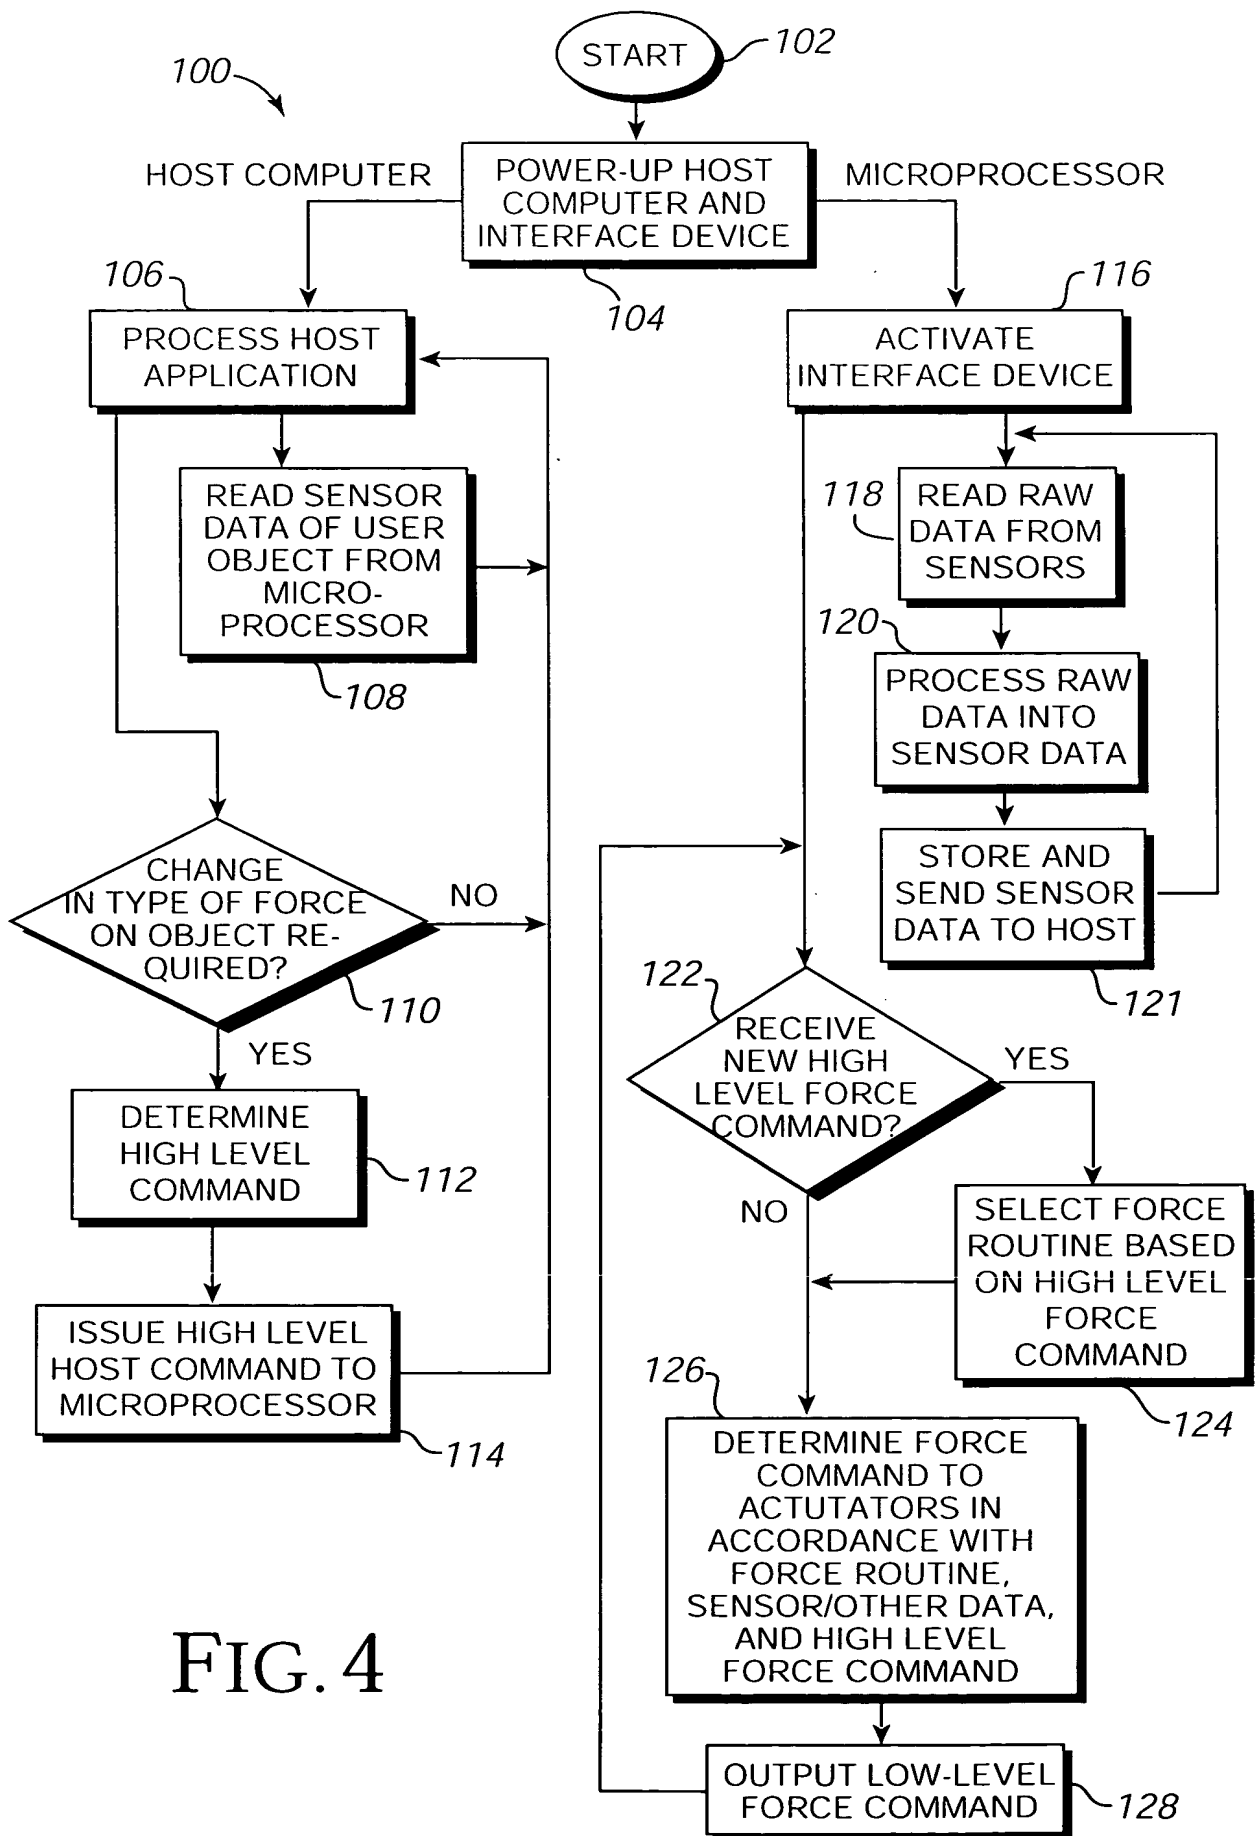 START
102
100
HOST COMPUTER
POWER-UP HOST
COMPUTER AND
INTERFACE DEVICE
MICROPROCESSOR
104
106
PROCESS HOST
APPLICATION
READ SENSOR
DATA OF USER
OBJECT FROM
MICRO-
PROCESSOR
108
CHANGE
IN TYPE OF FORCE
ON OBJECT RE-
QUIRED?
NO
110
YES
DETERMINE
HIGH LEVEL
COMMAND
112
ISSUE HIGH LEVEL
HOST COMMAND TO
MICROPROCESSOR
114
116
ACTIVATE
INTERFACE DEVICE
118
READ RAW
DATA FROM
SENSORS
120
PROCESS RAW
DATA INTO
SENSOR DATA
STORE AND
SEND SENSOR
DATA TO HOST
121
122
RECEIVE
NEW HIGH
LEVEL FORCE
COMMAND?
YES
NO
SELECT FORCE
ROUTINE BASED
ON HIGH LEVEL
FORCE
COMMAND
124
126
DETERMINE FORCE
COMMAND TO
ACTUTATORS IN
ACCORDANCE WITH
FORCE ROUTINE,
SENSOR/OTHER DATA,
AND HIGH LEVEL
FORCE COMMAND
OUTPUT LOW-LEVEL
FORCE COMMAND
128
FIG. 4